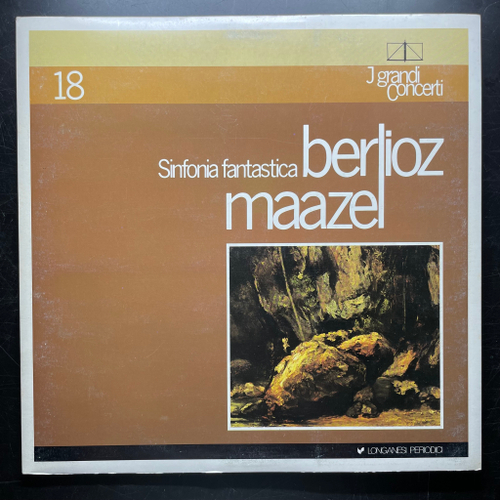 18
I grandi
Concerti
Sinfonia fantastica berlioz
maazel
LONGANESI PERIODICI